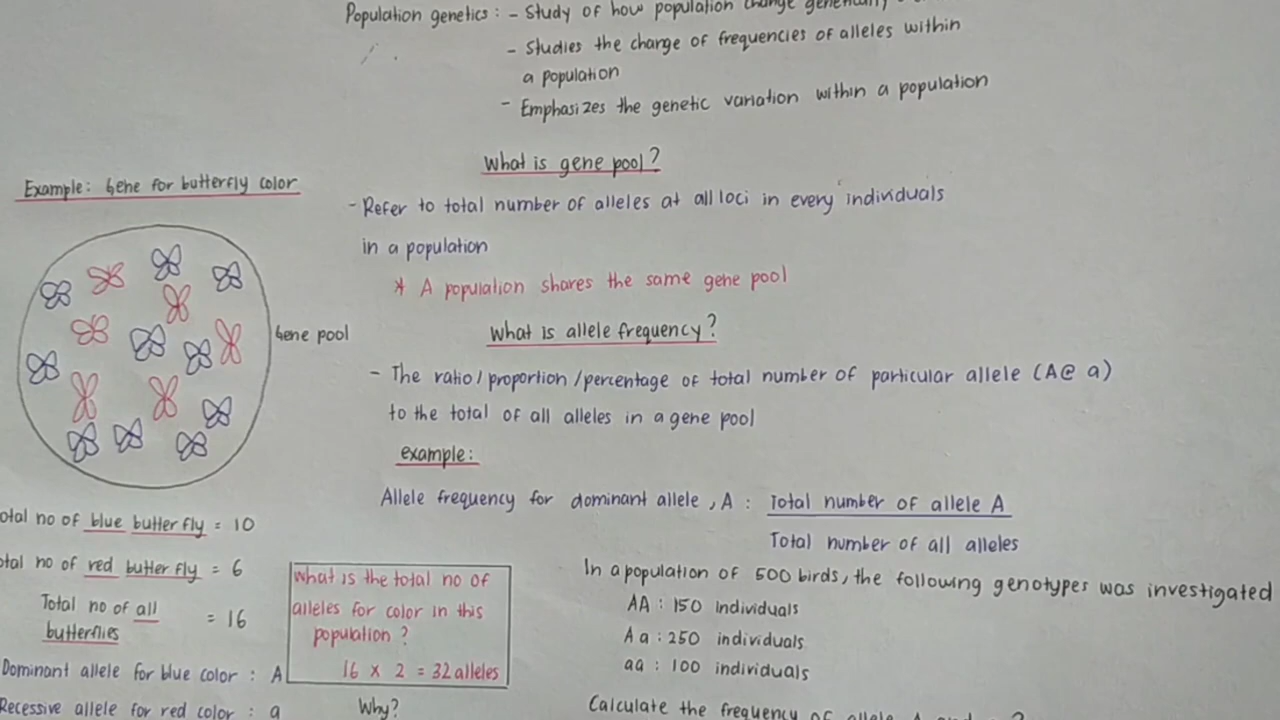 Population genetics : - Study of how population change genetically
- Studies the change of frequencies of alleles within
a population
- Emphasizes the genetic variation within a population
What is gene pool?
Example: Gene for butterfly color
- Refer to total number of alleles at all loci in every individuals
in a population
* A population shares the same gene pool
Gene pool
What is allele frequency?
- The ratio/proportion/percentage of total number of particular allele (A@ a)
to the total of all alleles in a gene pool
example:
Allele frequency for dominant allele, A : Total number of allele A
Total number of all alleles
otal no of blue butterfly = 10
otal no of red butterfly = 6
Total no of all = 16
butterflies
Dominant allele for blue color : A
Recessive allele for red color : a
What is the total no of
alleles for color in this
population?
16 x 2 = 32 alleles
Why?
In a population of 500 birds, the following genotypes was investigated
AA : 150 Individuals
Aa : 250 individuals
aa : 100 individuals
Calculate the frequency of allele A